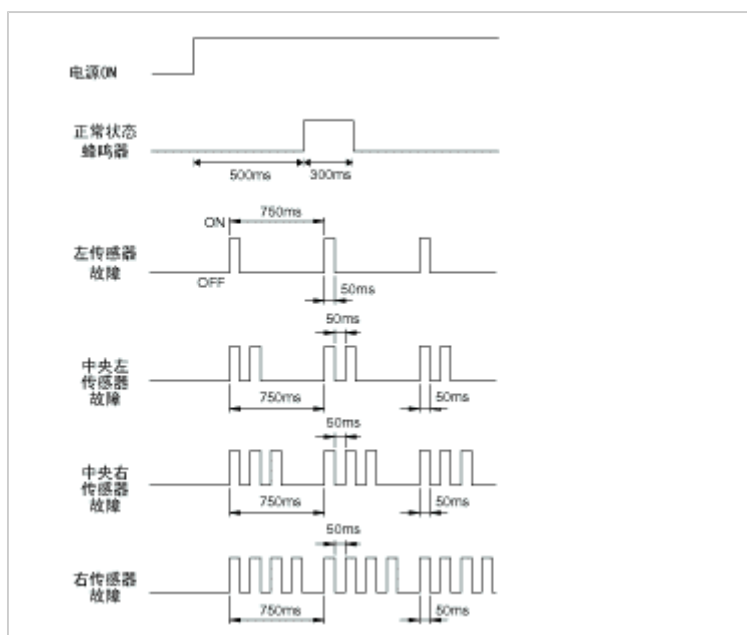 电源ON
正常状态
蜂鸣器
500ms
300ms
750ms
ON
左传感器
故障
OFF
50ms
50ms
中央左
传感器
故障
750ms
50ms
50ms
中央右
传感器
故障
750ms
50ms
50ms
右传感器
故障
750ms
50ms